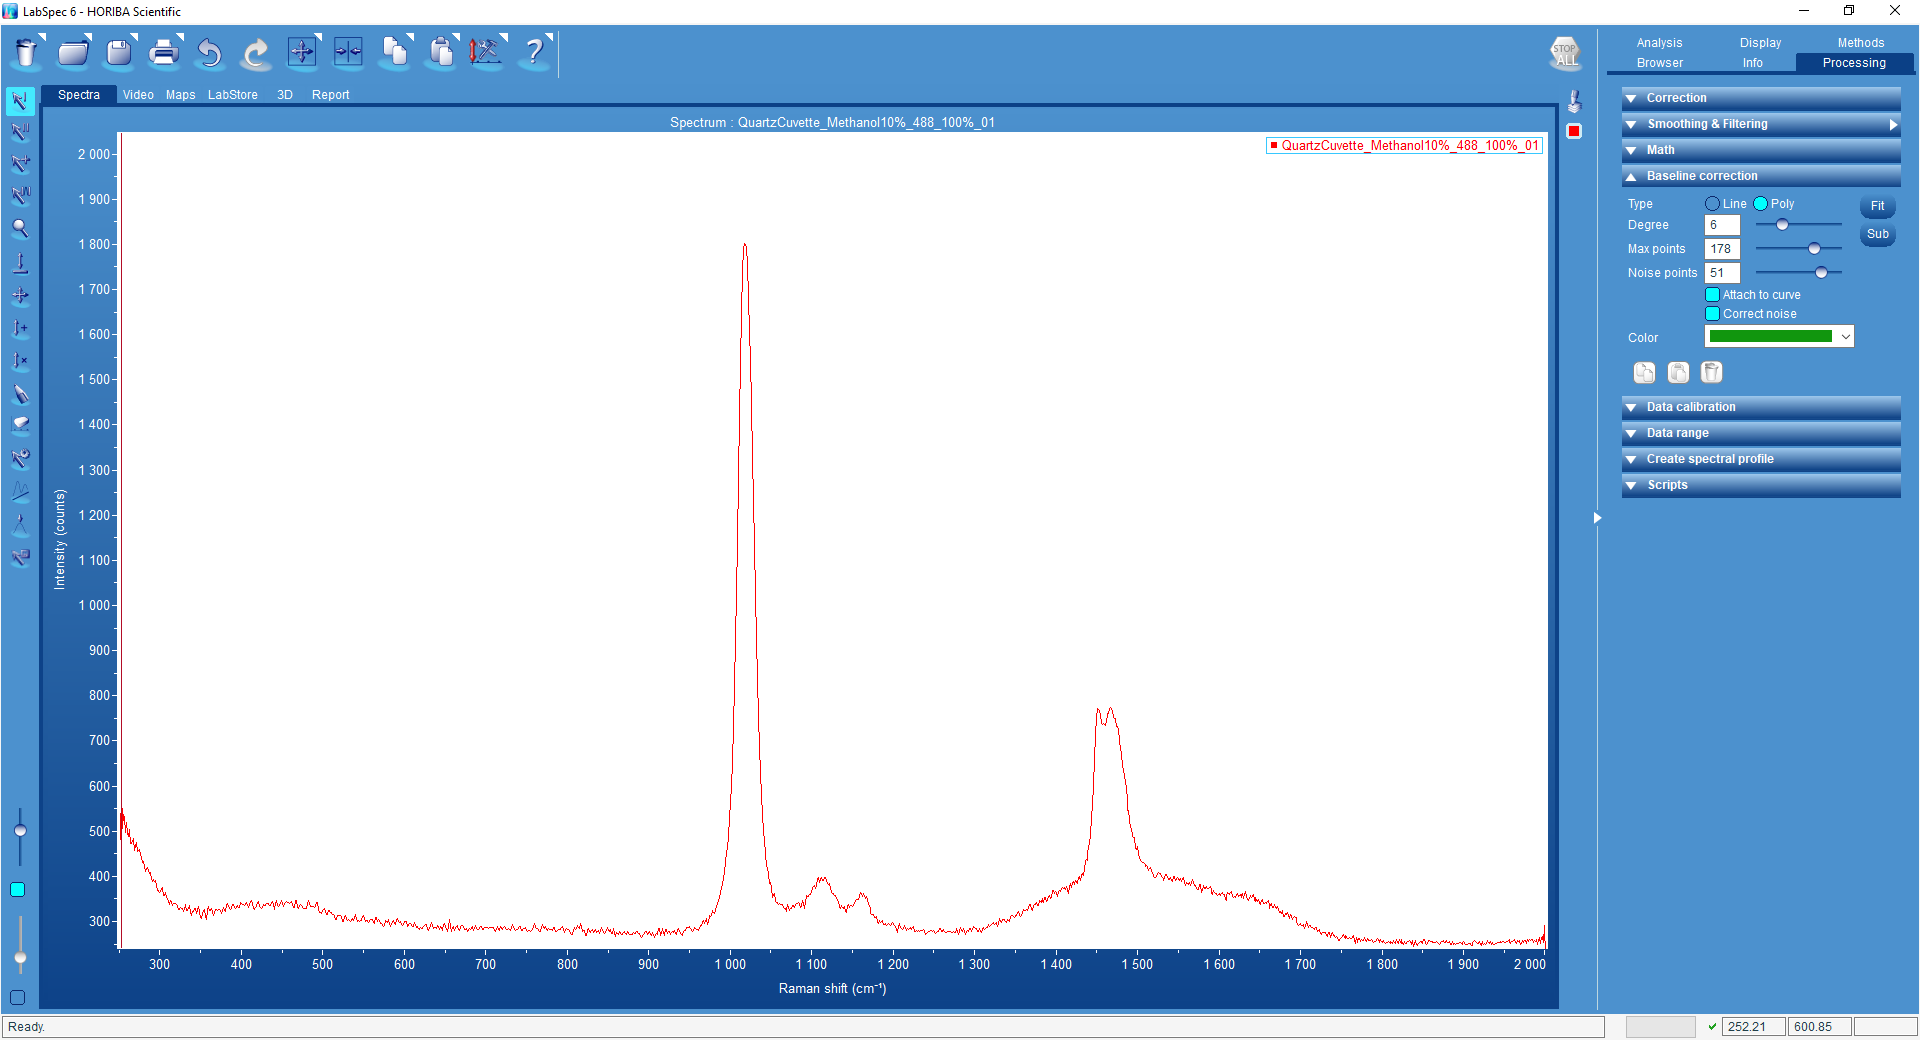 LabSpec 6 - HORIBA Scientific
STOP
ALL
Analysis Display Methods
Browser Info Processing
Spectra Video Maps LabStore 3D Report
Spectrum : QuartzCuvette_Methanol10%_488_100%_01
QuartzCuvette_Methanol10%_488_100%_01
2 000
1 900
1 800
1 700
1 600
1 500
1 400
1 300
1 200
1 100
1 000
900
800
700
600
500
400
300
Intensity (counts)
300 400 500 600 700 800 900 1 000 1 100 1 200 1 300 1 400 1 500 1 600 1 700 1 800 1 900 2 000
Raman shift (cm⁻¹)
Correction
Smoothing & Filtering
Math
Baseline correction
Type Line Poly Fit
Degree 6 Sub
Max points 178
Noise points 51
Attach to curve
Correct noise
Color
Data calibration
Data range
Create spectral profile
Scripts
Ready. 252.21 600.85